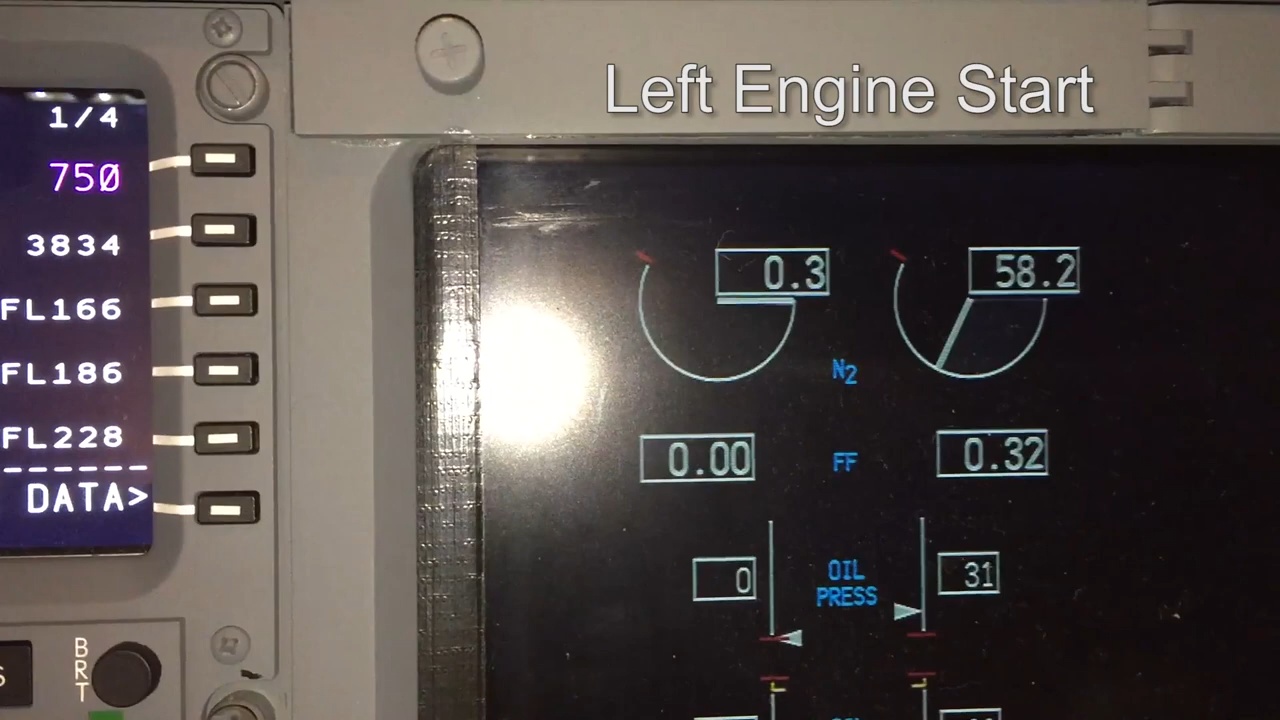 Left Engine Start
1/4
750
3834
FL166
FL186
FL228
------
DATA>
BRT
S
0.3 58.2
N2
0.00 FF 0.32
0 OIL PRESS 31
L L